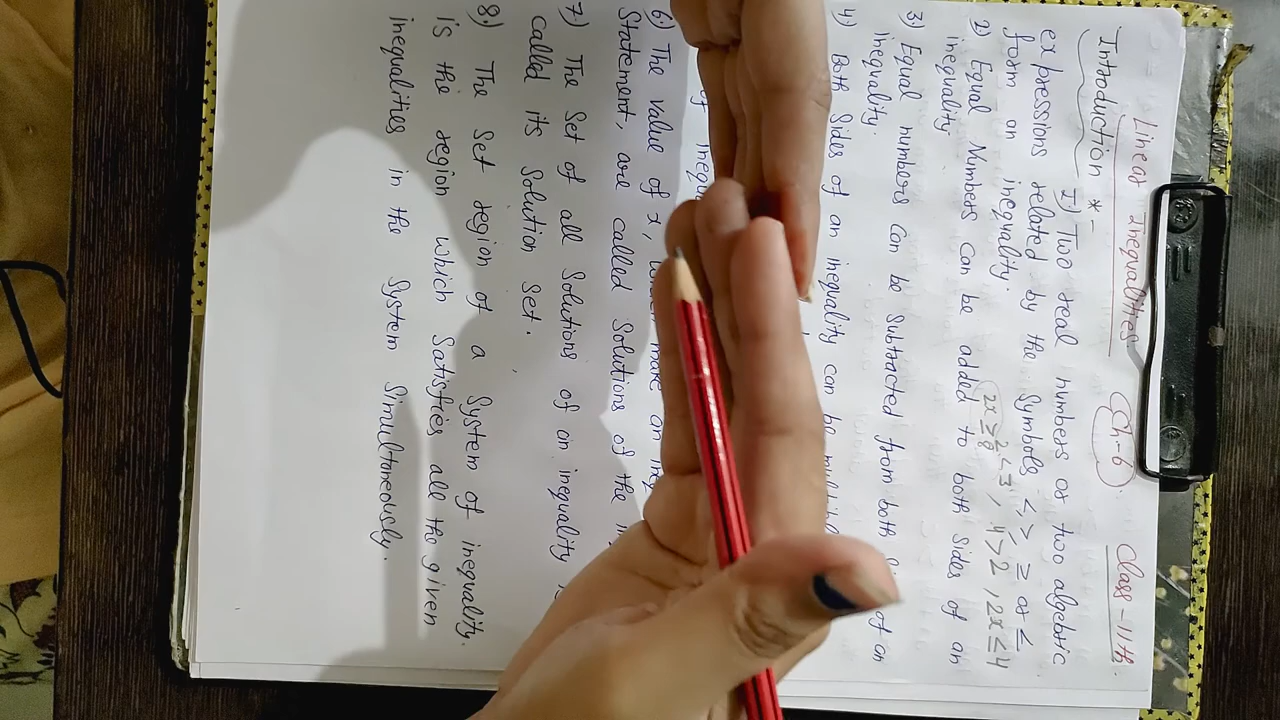 Linear Inequalities Ch-6. Class-11th.
Introduction *- I) Two real numbers or two algebric
expressions related by the Symbols <, >, ≥ or ≤
form an inequality. 2x ≥ 2/8 < 3, 4>2, 2x≤4
2) Equal Numbers can be added to both Sides of an
inequality
3) Equal numbers Can be Subtracted from both of an
inequality.
4) Both Sides of an inequality can be
of
6.) The value of x, make an
Statement, are called Solutions of the
7.) The Set of all Solutions of an inequality
called its Solution Set.
8.) The Set region of a System of inequality.
is the region which Satisfies all the given
inequalities in the System Simultaneously.